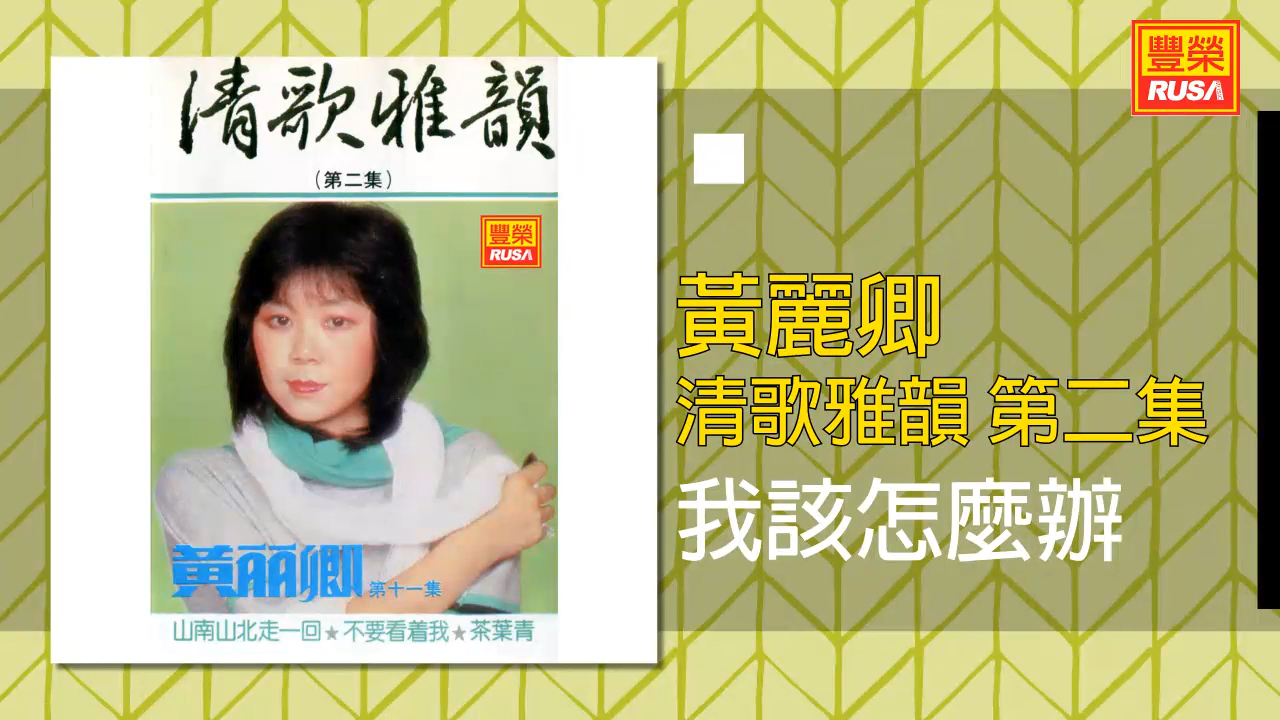 豐榮
RUSA
清歌雅韻
（第二集）
豐榮
RUSA
黃丽卿 第十一集
山南山北走一回★不要看着我★茶葉青
黃麗卿
清歌雅韻 第二集
我該怎麼辦